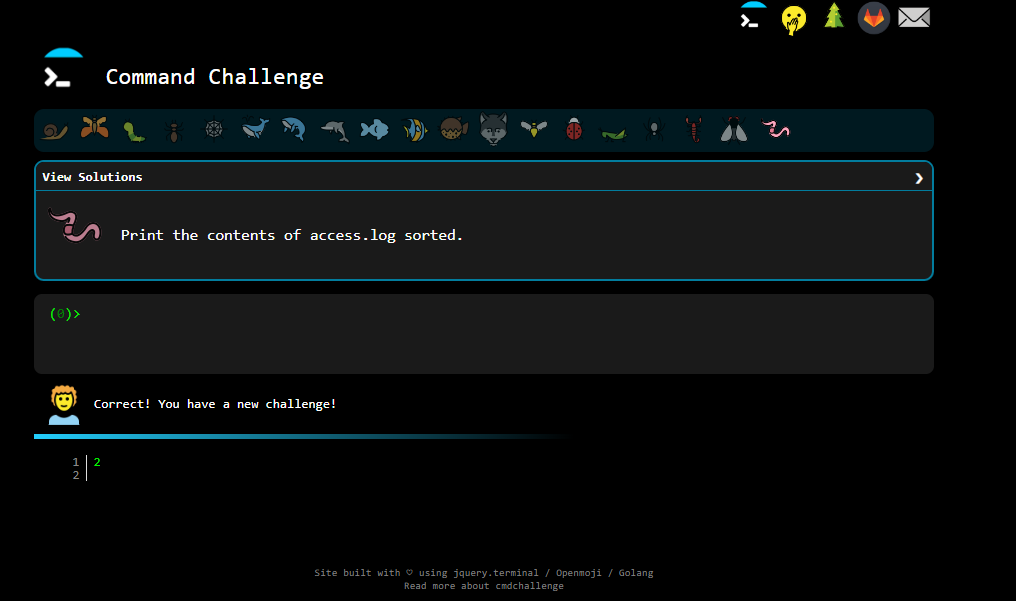 Command Challenge
View Solutions
Print the contents of access.log sorted.
(0)>
Correct! You have a new challenge!
1 2
2
Site built with ♡ using jquery.terminal / Openmoji / Golang
Read more about cmdchallenge